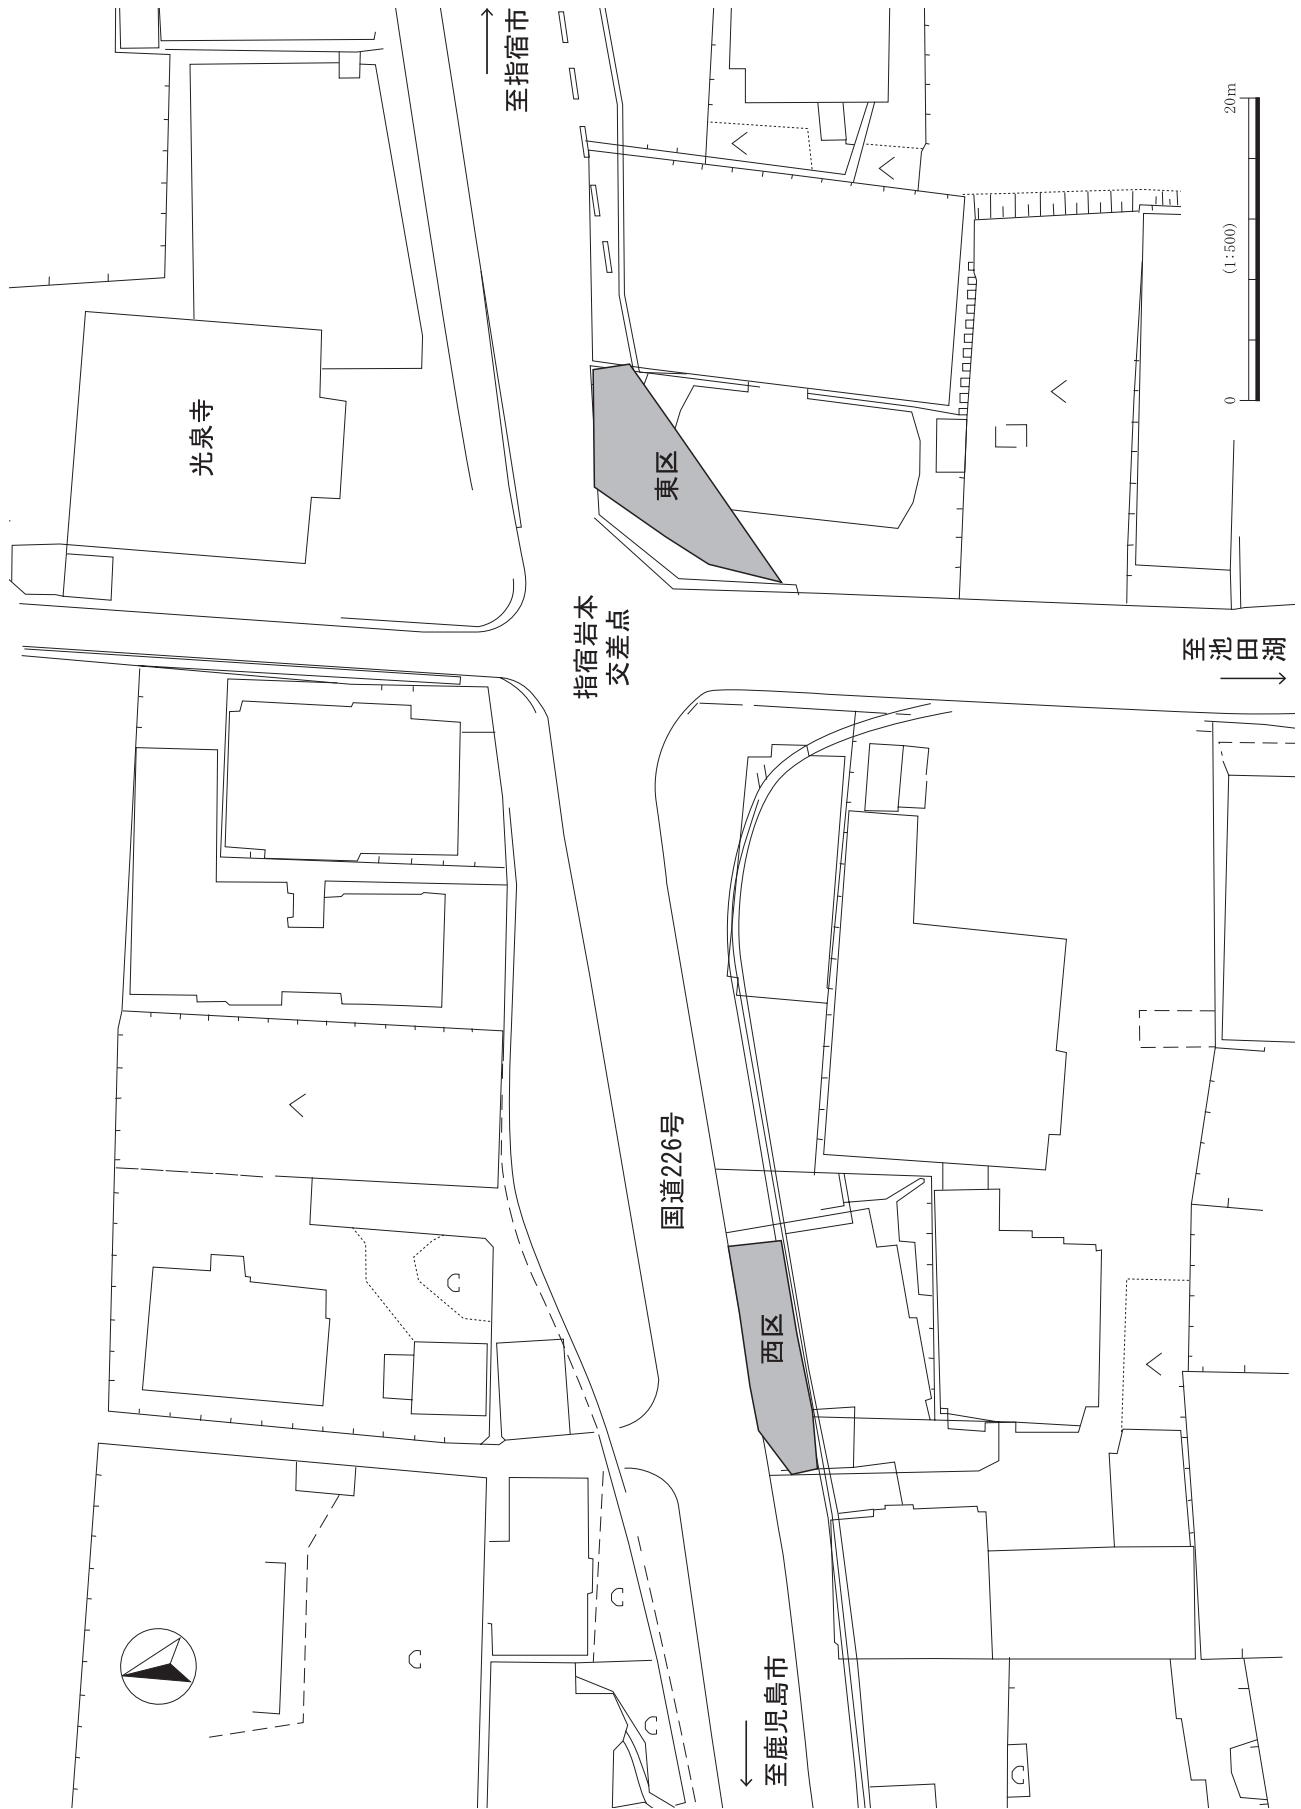 至指宿市
光泉寺
東区
指宿岩本
交差点
至池田湖
国道226号
西区
至鹿児島市
0
(1:500)
20m